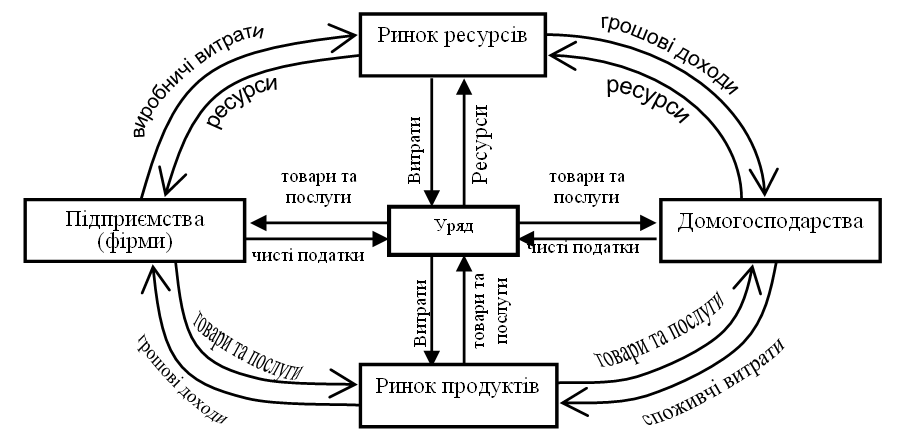 Ринок ресурсів
виробничі витрати
ресурси
грошові доходи
ресурси
Витрати
Ресурси
товари та
послуги
товари та
послуги
Підприємства
(фірми)
Уряд
Домогосподарства
чисті податки
чисті податки
Витрати
товари та
послуги
товари та послуги
грошові доходи
товари та послуги
споживчі витрати
Ринок продуктів